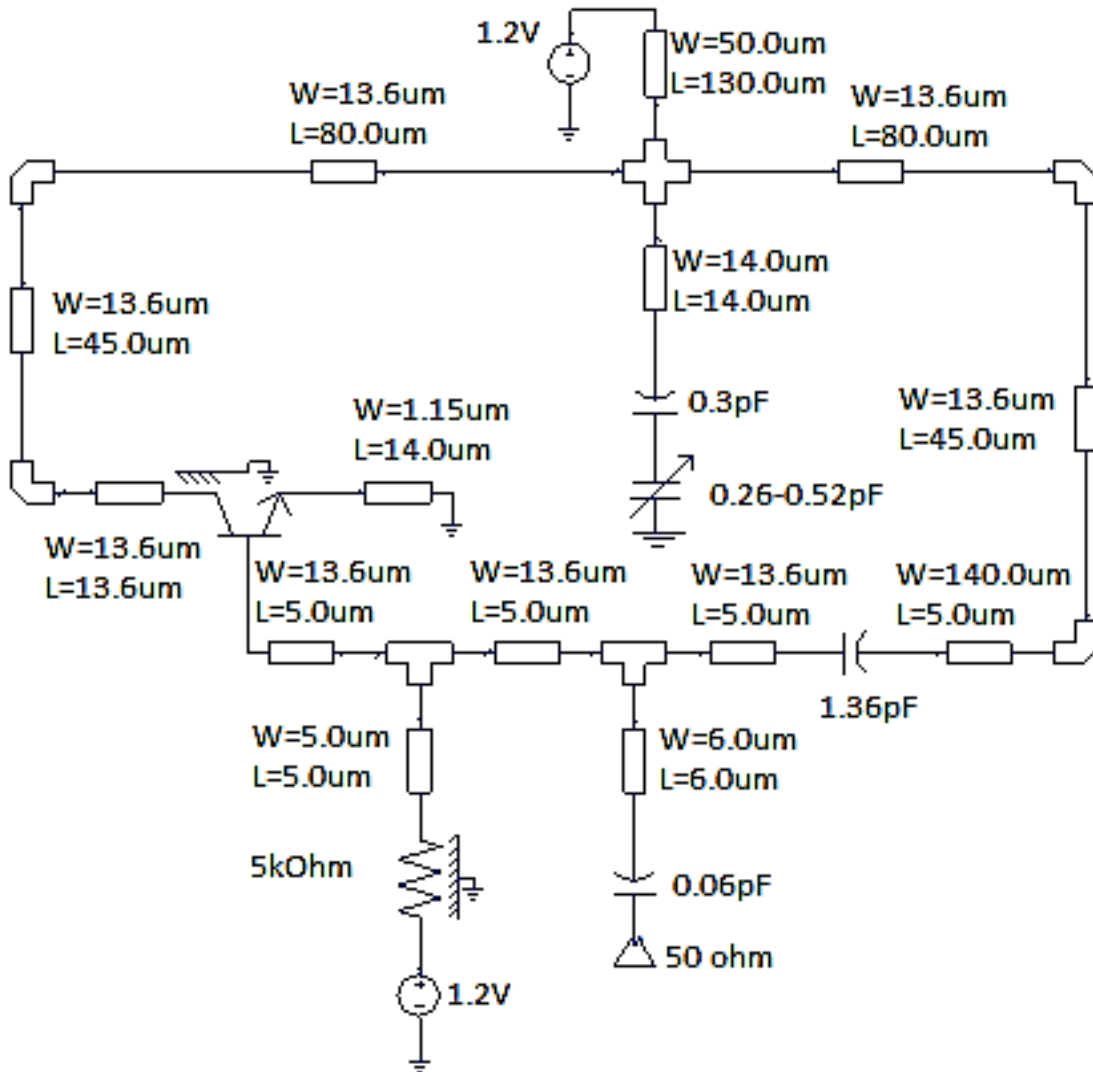 1.2V
W=50.0um
L=130.0um
W=13.6um
L=80.0um
W=13.6um
L=80.0um
W=14.0um
L=14.0um
W=13.6um
L=45.0um
0.3pF
W=1.15um
L=14.0um
W=13.6um
L=45.0um
0.26-0.52pF
W=13.6um
L=13.6um
W=13.6um
L=5.0um
W=13.6um
L=5.0um
W=13.6um
L=5.0um
W=140.0um
L=5.0um
1.36pF
W=5.0um
L=5.0um
W=6.0um
L=6.0um
5kOhm
0.06pF
50 ohm
1.2V